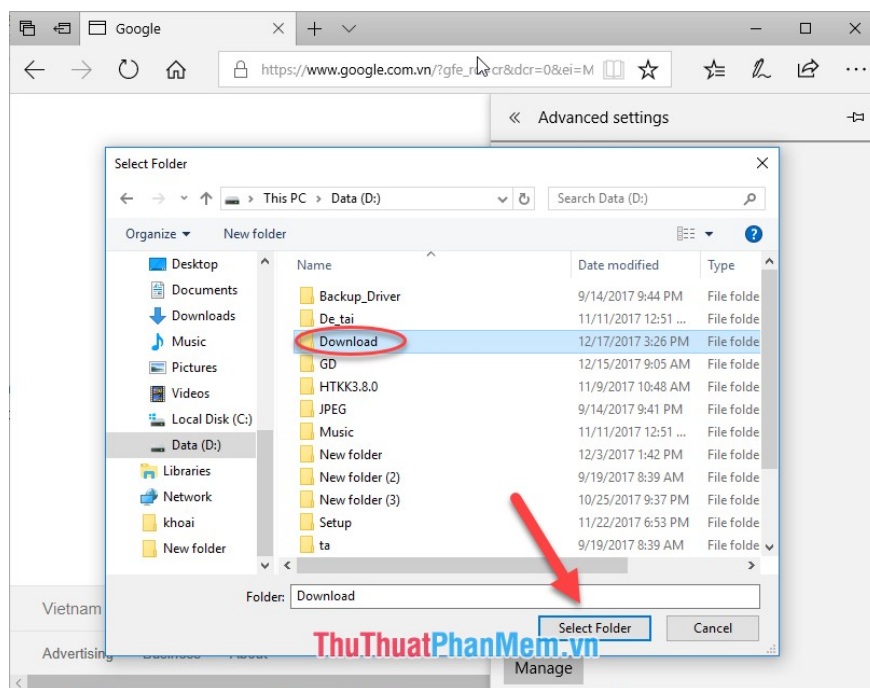 Google
https://www.google.com.vn/?gfe_r cr&dcr=0&ei=M
Advanced settings
Select Folder
This PC > Data (D:)
Search Data (D:)
Organize
New folder
Desktop
Documents
Downloads
Music
Pictures
Videos
Local Disk (C:)
Data (D:)
Libraries
Network
khoai
New folder
Name Date modified Type
Backup_Driver 9/14/2017 9:44 PM File folde
De_tai 11/11/2017 12:51 ... File folde
Download 12/17/2017 3:26 PM File folde
GD 12/15/2017 9:05 AM File folde
HTKK3.8.0 11/9/2017 10:48 AM File folde
JPEG 9/14/2017 9:41 PM File folde
Music 11/11/2017 12:51 ... File folde
New folder 12/3/2017 1:42 PM File folde
New folder (2) 9/19/2017 8:39 AM File folde
New folder (3) 10/25/2017 9:37 PM File folde
Setup 11/22/2017 6:53 PM File folde
ta 9/19/2017 8:39 AM File folde
Folder: Download
Select Folder Cancel
Vietnam
ThuThuatPhanMem.vn
Advertising
Manage